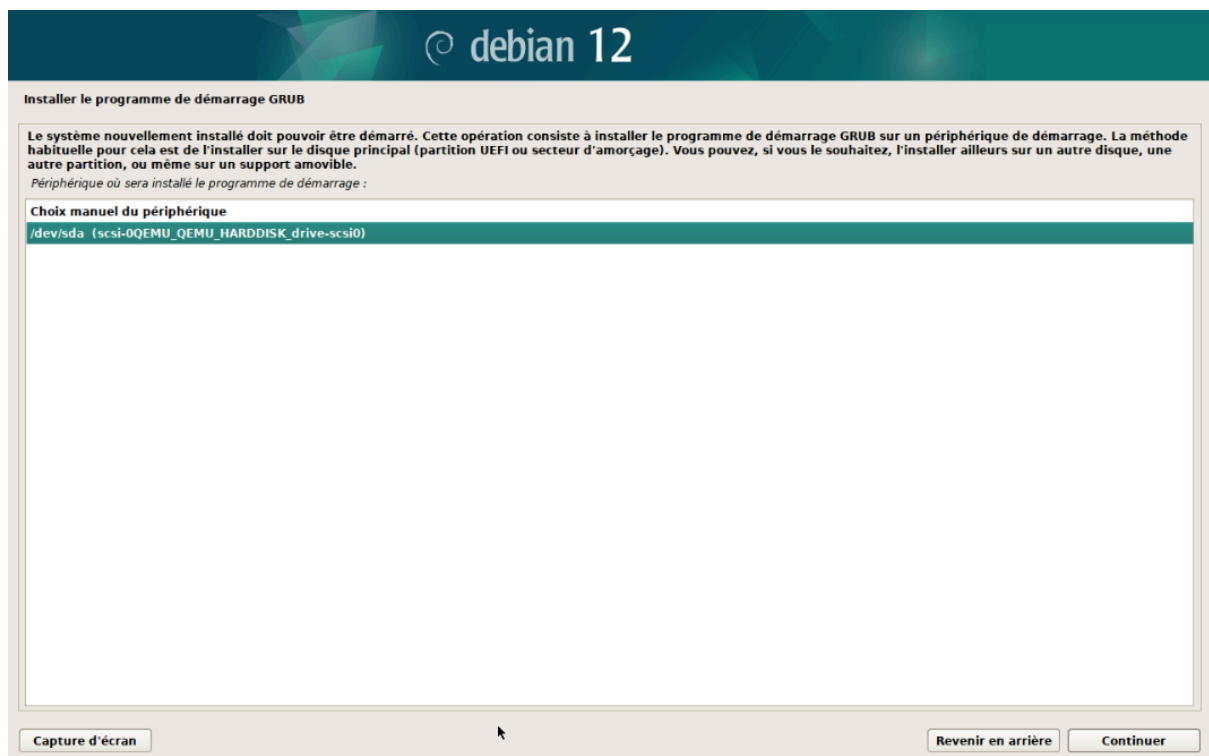 debian 12
Installer le programme de démarrage GRUB
Le système nouvellement installé doit pouvoir être démarré. Cette opération consiste à installer le programme de démarrage GRUB sur un périphérique de démarrage. La méthode
habituelle pour cela est de l'installer sur le disque principal (partition UEFI ou secteur d'amorçage). Vous pouvez, si vous le souhaitez, l'installer ailleurs sur un autre disque, une
autre partition, ou même sur un support amovible.
Périphérique où sera installé le programme de démarrage :
Choix manuel du périphérique
/dev/sda (scsi-0QEMU_QEMU_HARDDISK_drive-scsi0)
Capture d'écran
Revenir en arrière
Continuer